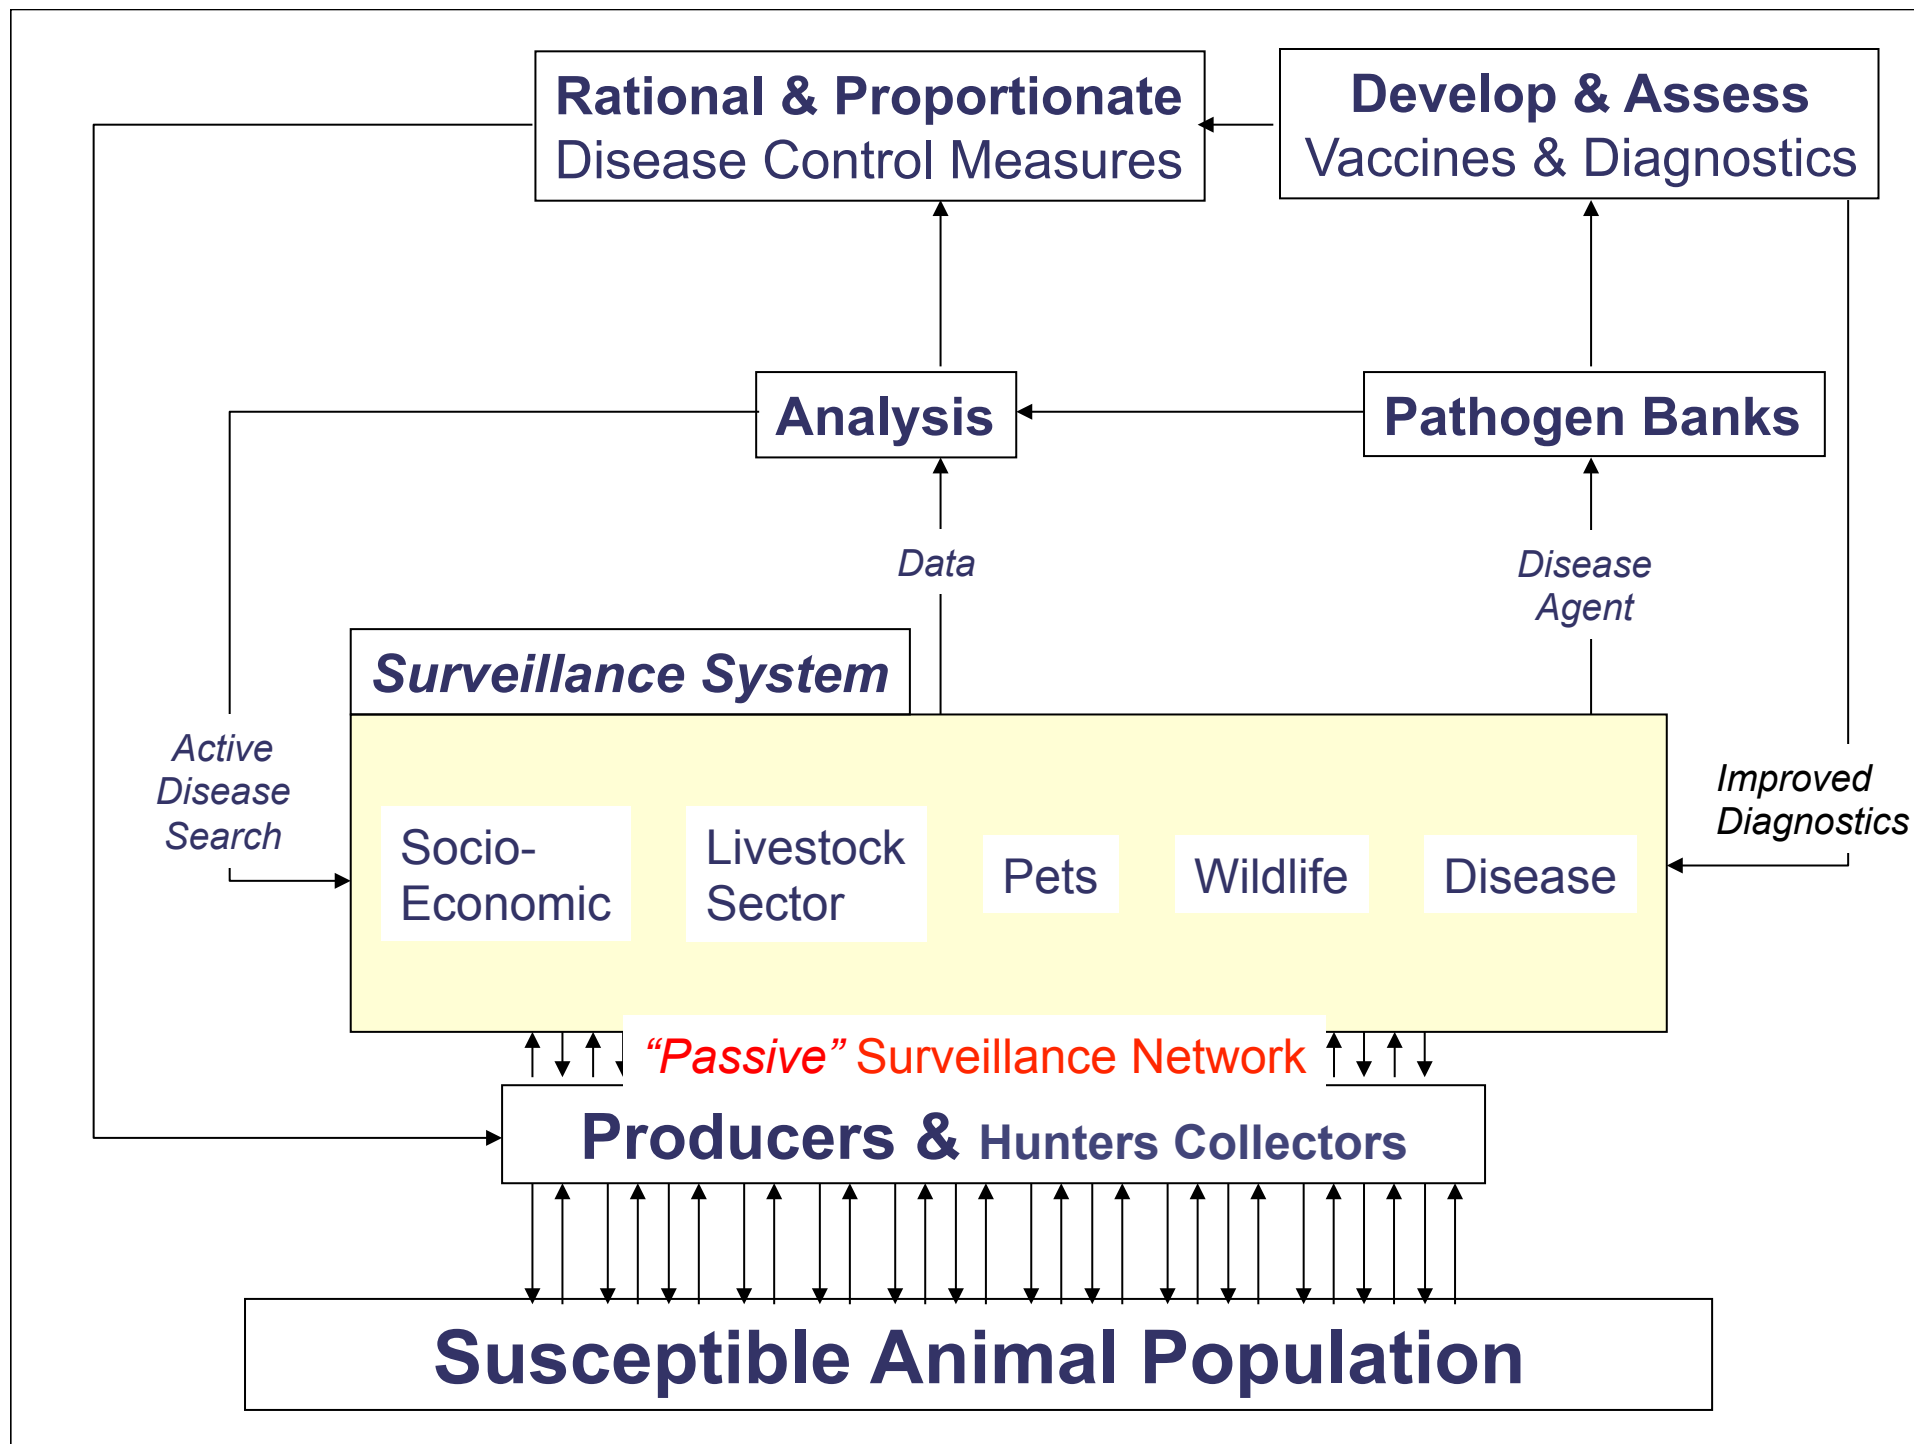 Rational & Proportionate
Disease Control Measures
Develop & Assess
Vaccines & Diagnostics
Analysis
Pathogen Banks
Data
Disease
Agent
Surveillance System
Active
Disease
Search
Improved
Diagnostics
Socio-
Economic
Livestock
Sector
Pets
Wildlife
Disease
“Passive” Surveillance Network
Producers & Hunters Collectors
Susceptible Animal Population